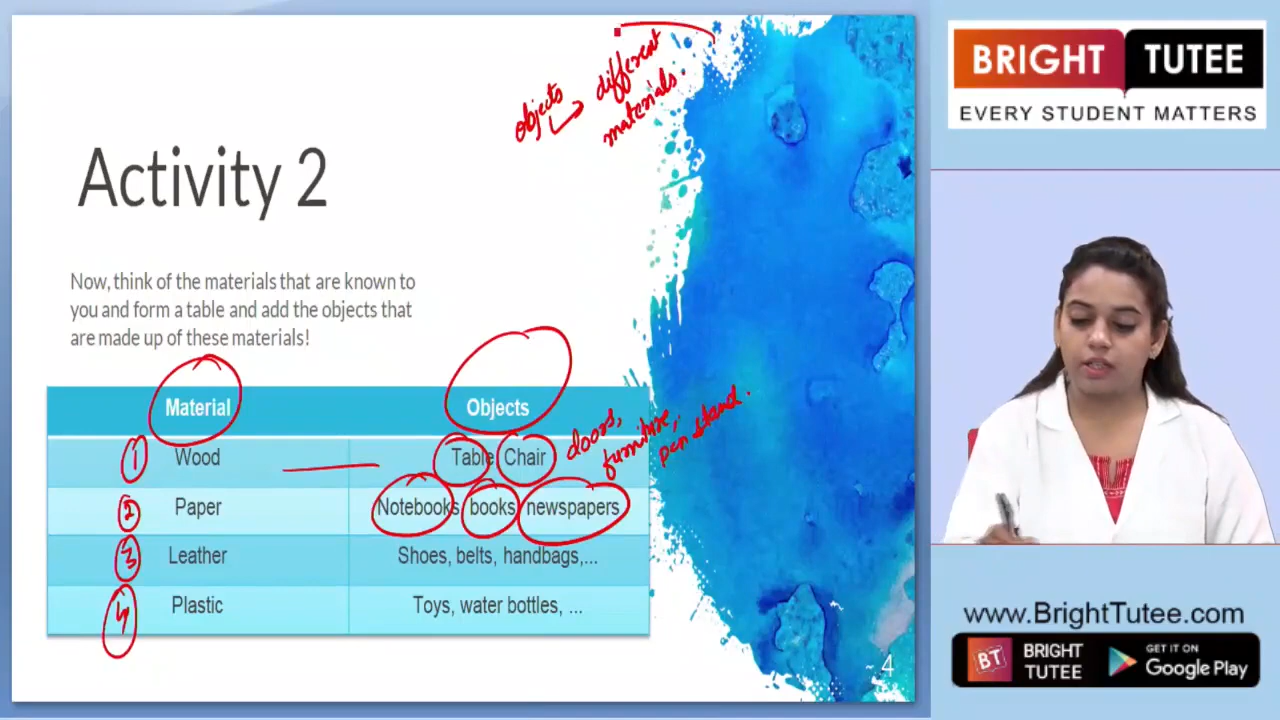 objects
different
materials.
Activity 2
Now, think of the materials that are known to
you and form a table and add the objects that
are made up of these materials!
Material Objects
1 Wood Table Chair
doors,
furniture,
pen stand.
2 Paper Notebooks books newspapers
3 Leather Shoes, belts, handbags,...
4 Plastic Toys, water bottles, ...
~ 4
BRIGHT TUTEE
EVERY STUDENT MATTERS
www.BrightTutee.com
BT BRIGHT TUTEE
GET IT ON
Google Play